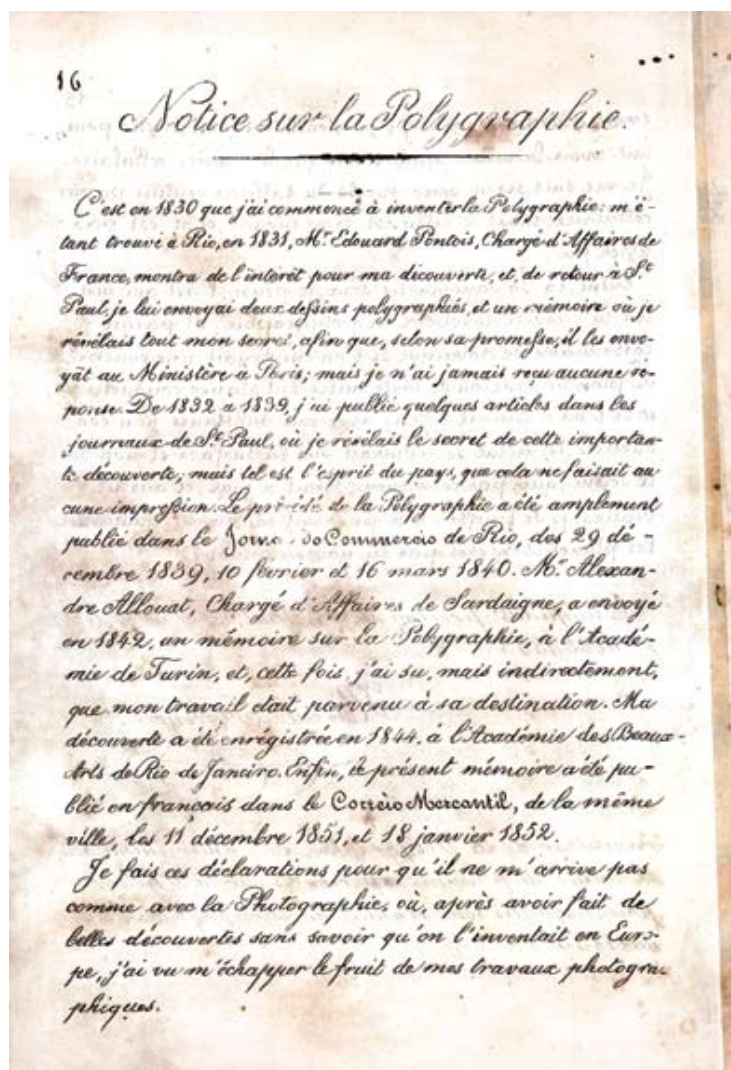 16
Notice sur la Polygraphie.
C'est en 1830 que j'ai commencé à inventer la Polygraphie: m'é-
tant trouvé à Rio, en 1831, Mr. Edouard Pontois, Chargé d'Affaires de
France, montra de l'intérêt pour ma découverte, et, de retour à St.
Paul, je lui envoyai deux dessins polygraphiés, et un mémoire où je
révélais tout mon secret, afin que, selon sa promesse, il les envo-
yât au Ministère à Paris; mais je n'ai jamais reçu aucune ré-
ponse. De 1832 a 1839, j'ai publié quelques articles dans les
journaux de St. Paul, où je révélais le secret de cette importan-
te découverte; mais tel est l'esprit du pays, que cela ne faisait au
cune impression. Le procédé de la Polygraphie a été amplement
publié dans le Jornal do Commercio de Rio, des 29 dé-
cembre 1839, 10 février et 16 mars 1840. Mr. Alexan-
dre Allouat, Chargé d'Affaires de Sardaigne, a envoyé
en 1842, un mémoire sur la Polygraphie, à l'Acadé-
mie de Turin, et, cette fois, j'ai su, mais indirectement,
que mon travail était parvenu à sa destination. Ma
découverte a été enrégistrée en 1844, à l'Académie des Beaux-
Arts de Rio de Janeiro. Enfin, le présent mémoire a été pu-
blié en français dans le Correio Mercantil, de la même
ville, les 11 décembre 1851, et 18 janvier 1852.
Je fais ces déclarations pour qu'il ne m'arrive pas
comme avec la Photographie, où, après avoir fait de
belles découvertes sans savoir qu'on l'inventait en Euro-
pe, j'ai vu m'échapper le fruit de mes travaux photogra-
phiques.